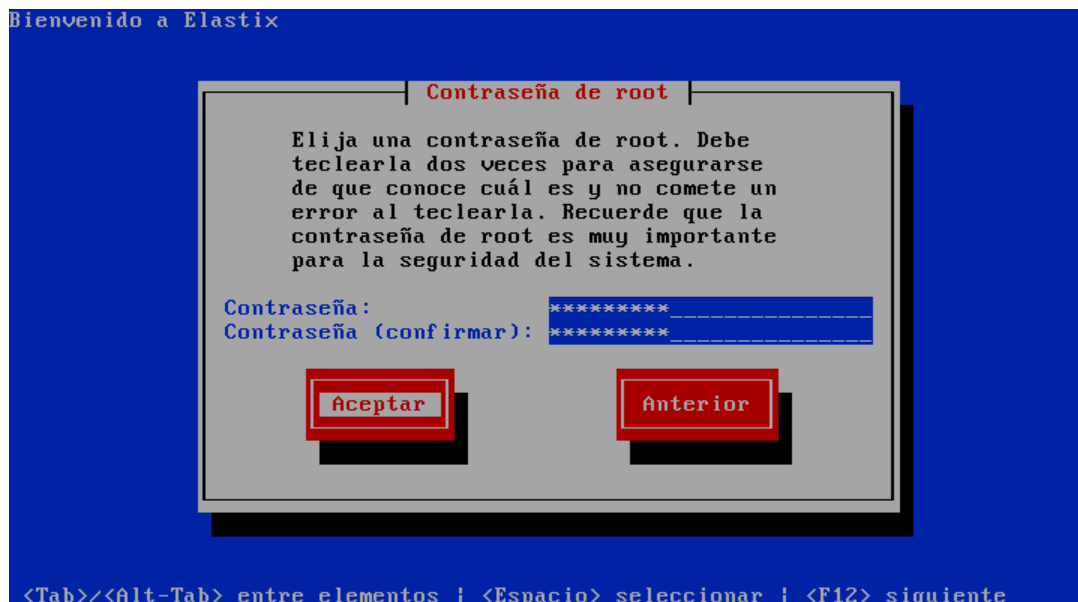 Bienvenido a Elastix
Contraseña de root
Elija una contraseña de root. Debe
teclearla dos veces para asegurarse
de que conoce cuál es y no comete un
error al teclearla. Recuerde que la
contraseña de root es muy importante
para la seguridad del sistema.
Contraseña: *********_______________
Contraseña (confirmar): *********_______________
Aceptar Anterior
<Tab>/<Alt-Tab> entre elementos | <Espacio> seleccionar | <F12> siguiente